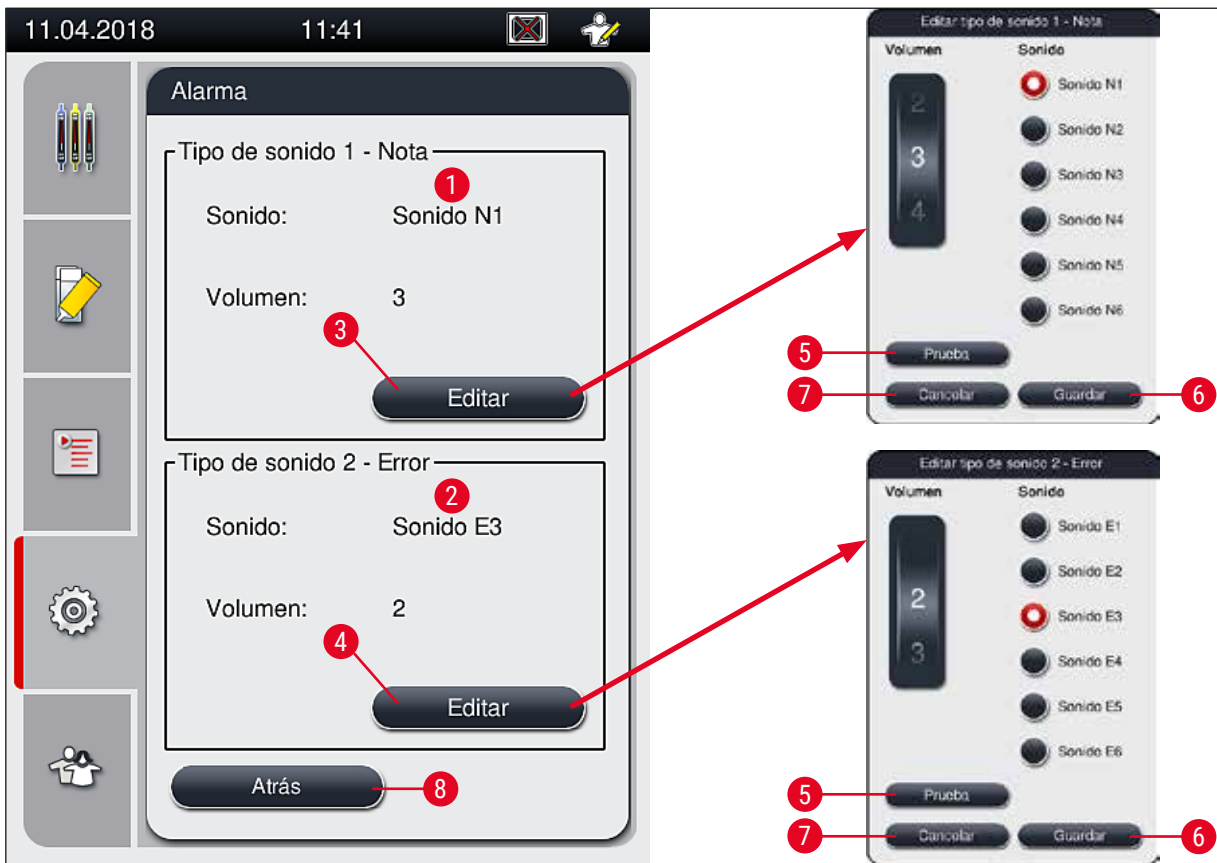 11.04.2018 11:41
Alarma
Tipo de sonido 1 - Nota
1
Sonido: Sonido N1
Volumen: 3
3
Editar
Tipo de sonido 2 - Error
2
Sonido: Sonido E3
Volumen: 2
4
Editar
Atrás
8
Editar tipo de sonido 1 - Nota
Volumen Sonido
2
3
4
Sonido N1
Sonido N2
Sonido N3
Sonido N4
Sonido N5
Sonido N6
5
Prueba
7
Cancelar Guardar
6
Editar tipo de sonido 2 - Error
Volumen Sonido
2
3
Sonido E1
Sonido E2
Sonido E3
Sonido E4
Sonido E5
Sonido E6
5
Prueba
7
Cancelar Guardar
6